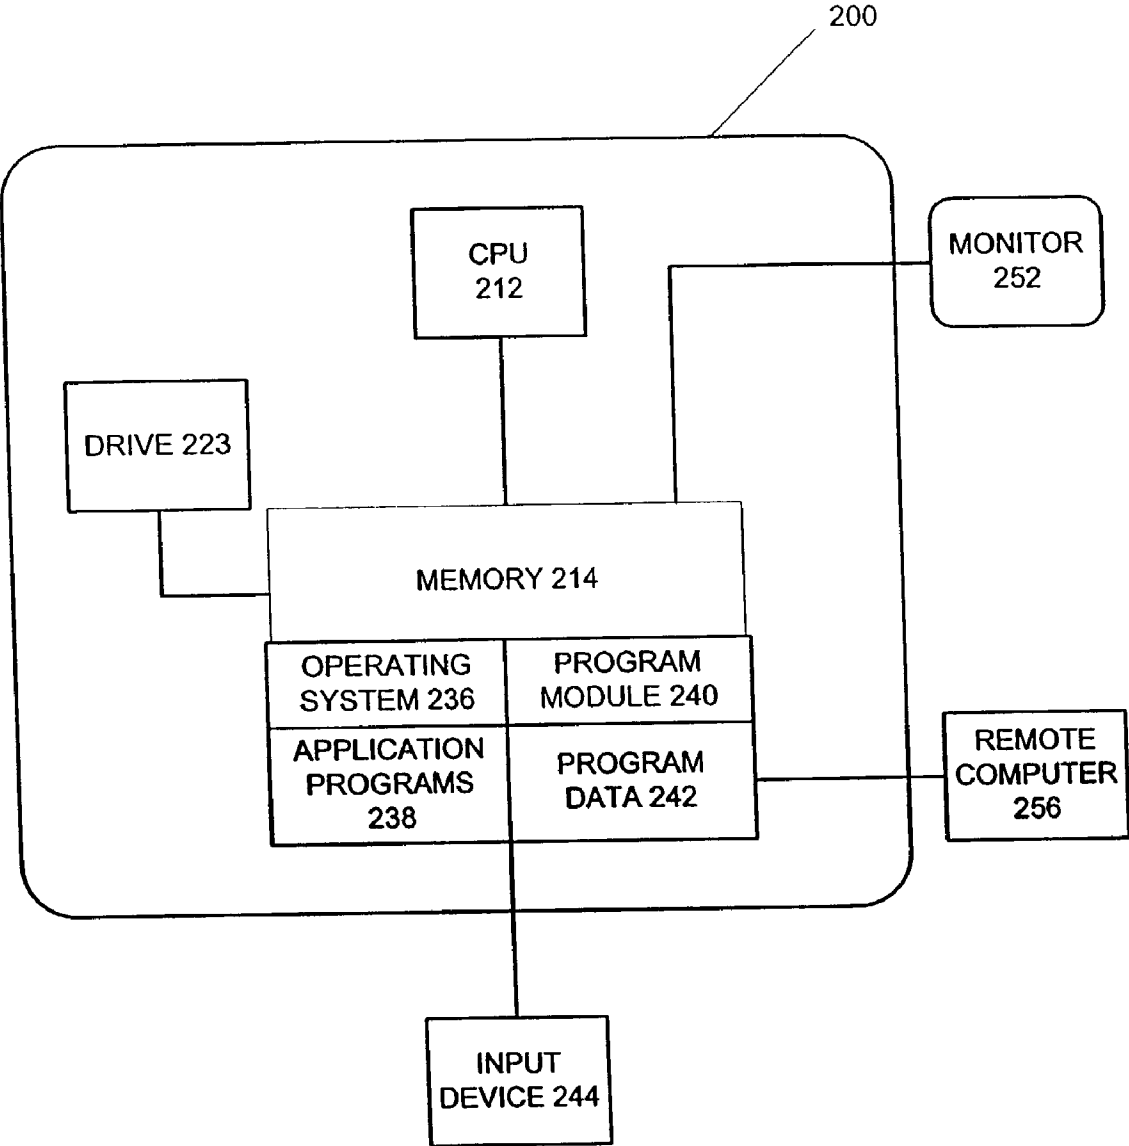 200
CPU
212
MONITOR
252
DRIVE 223
MEMORY 214
OPERATING
SYSTEM 236
PROGRAM
MODULE 240
APPLICATION
PROGRAMS
238
PROGRAM
DATA 242
REMOTE
COMPUTER
256
INPUT
DEVICE 244